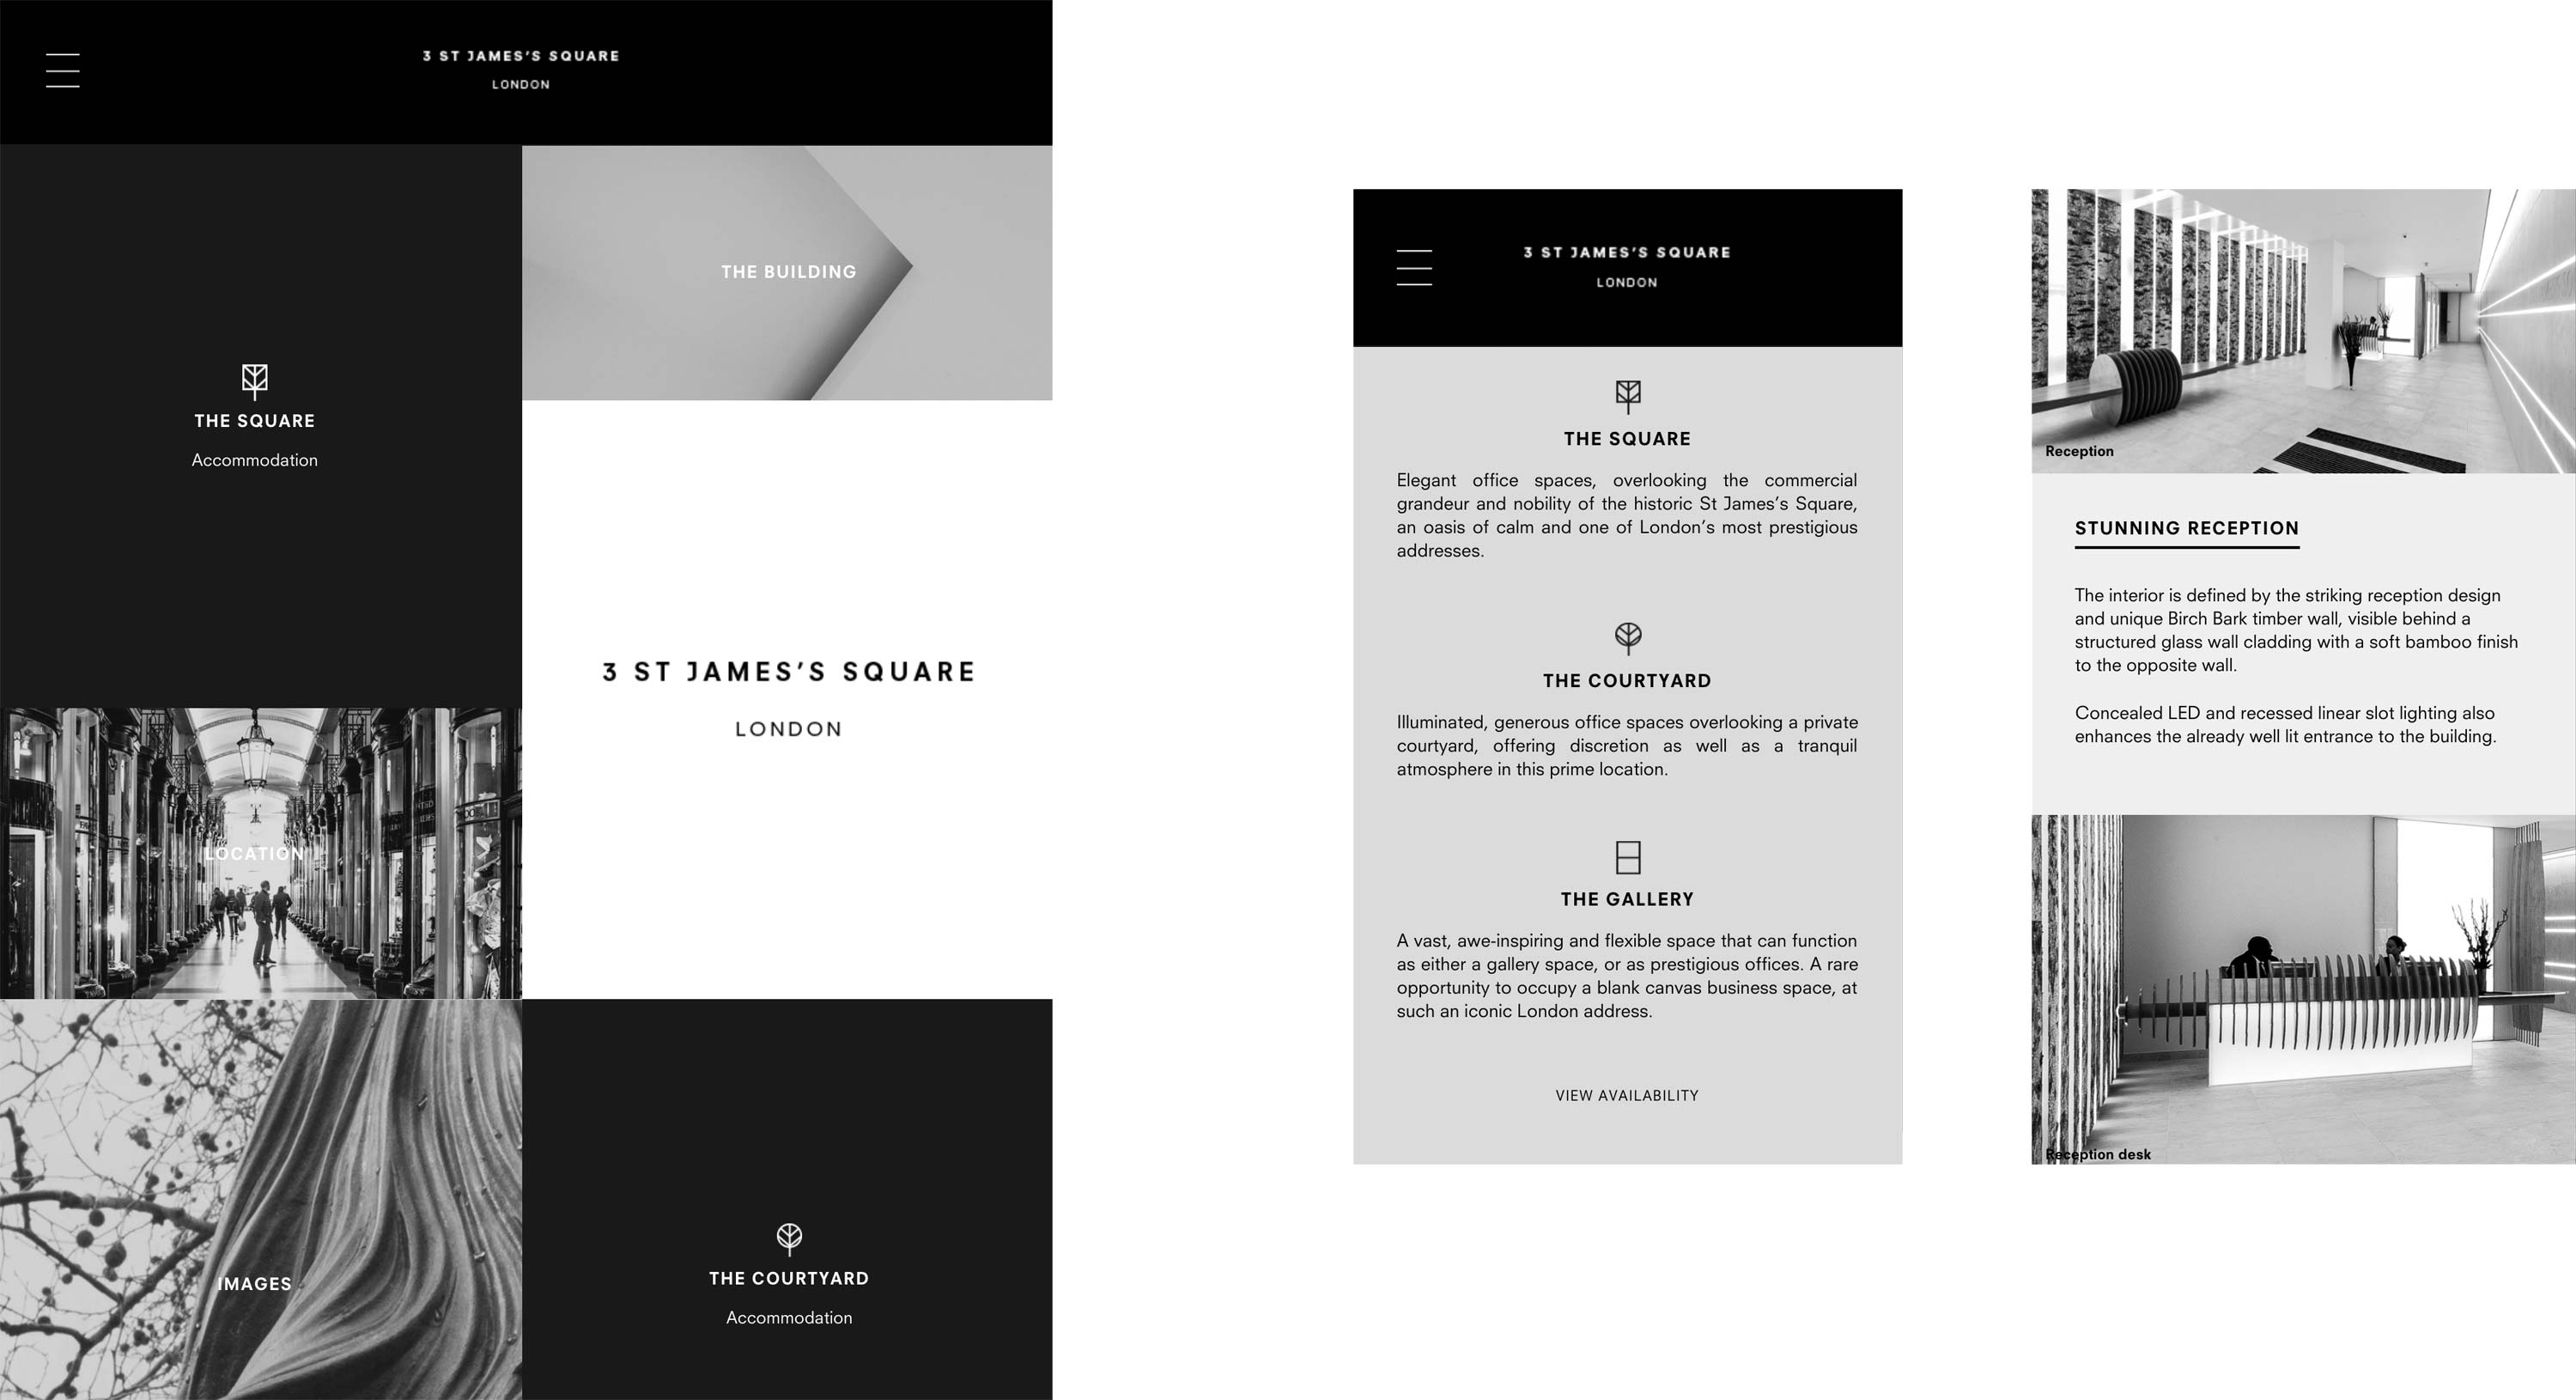 3 ST JAMES'S SQUARE
LONDON
THE BUILDING
THE SQUARE
Accommodation
3 ST JAMES'S SQUARE
LONDON
LOCATION
IMAGES
THE COURTYARD
Accommodation
3 ST JAMES'S SQUARE
LONDON
THE SQUARE
Elegant office spaces, overlooking the commercial
grandeur and nobility of the historic St James's Square,
an oasis of calm and one of London's most prestigious
addresses.
THE COURTYARD
Illuminated, generous office spaces overlooking a private
courtyard, offering discretion as well as a tranquil
atmosphere in this prime location.
THE GALLERY
A vast, awe-inspiring and flexible space that can function
as either a gallery space, or as prestigious offices. A rare
opportunity to occupy a blank canvas business space, at
such an iconic London address.
VIEW AVAILABILITY
Reception
STUNNING RECEPTION
The interior is defined by the striking reception design
and unique Birch Bark timber wall, visible behind a
structured glass wall cladding with a soft bamboo finish
to the opposite wall.
Concealed LED and recessed linear slot lighting also
enhances the already well lit entrance to the building.
Reception desk